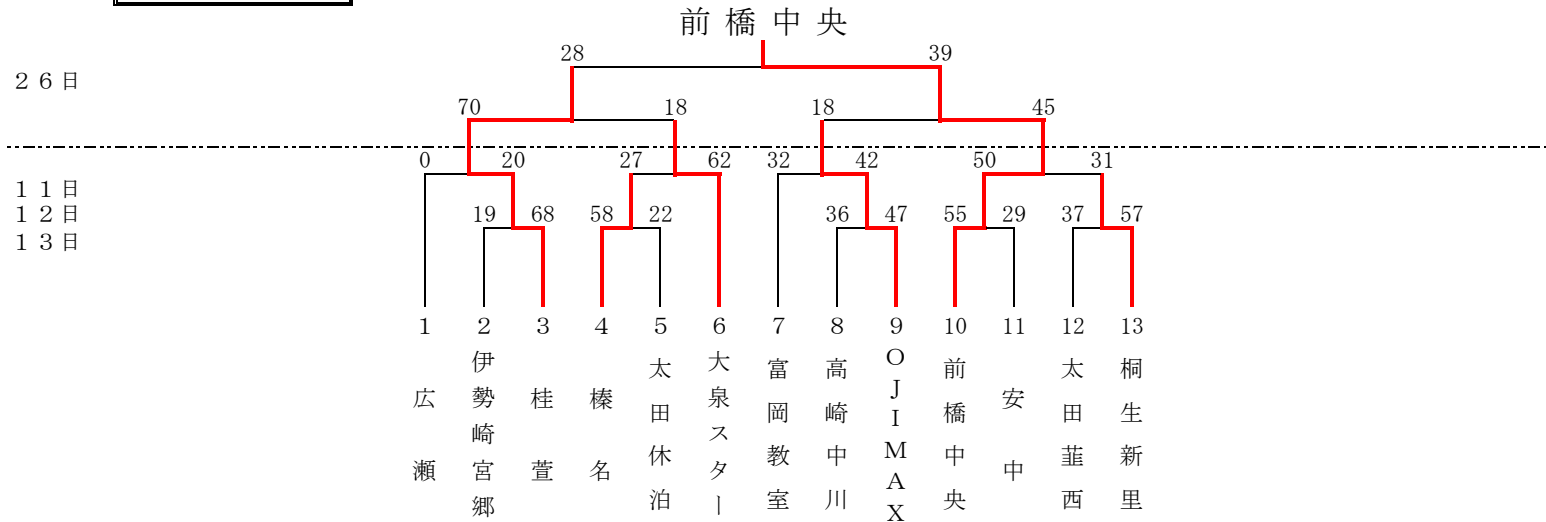 前橋中央
28 39
２６日
70 18 18 45
0 20 27 62 32 42 50 31
１１日
１２日
19 68 58 22 36 47 55 29 37 57
１３日
1 2 3 4 5 6 7 8 9 10 11 12 13
広瀬
伊勢崎宮郷
桂萱
榛名
太田休泊
大泉スター
富岡教室
高崎中川
ＯＪＩＭＡＸ
前橋中央
安中
太田韮西
桐生新里